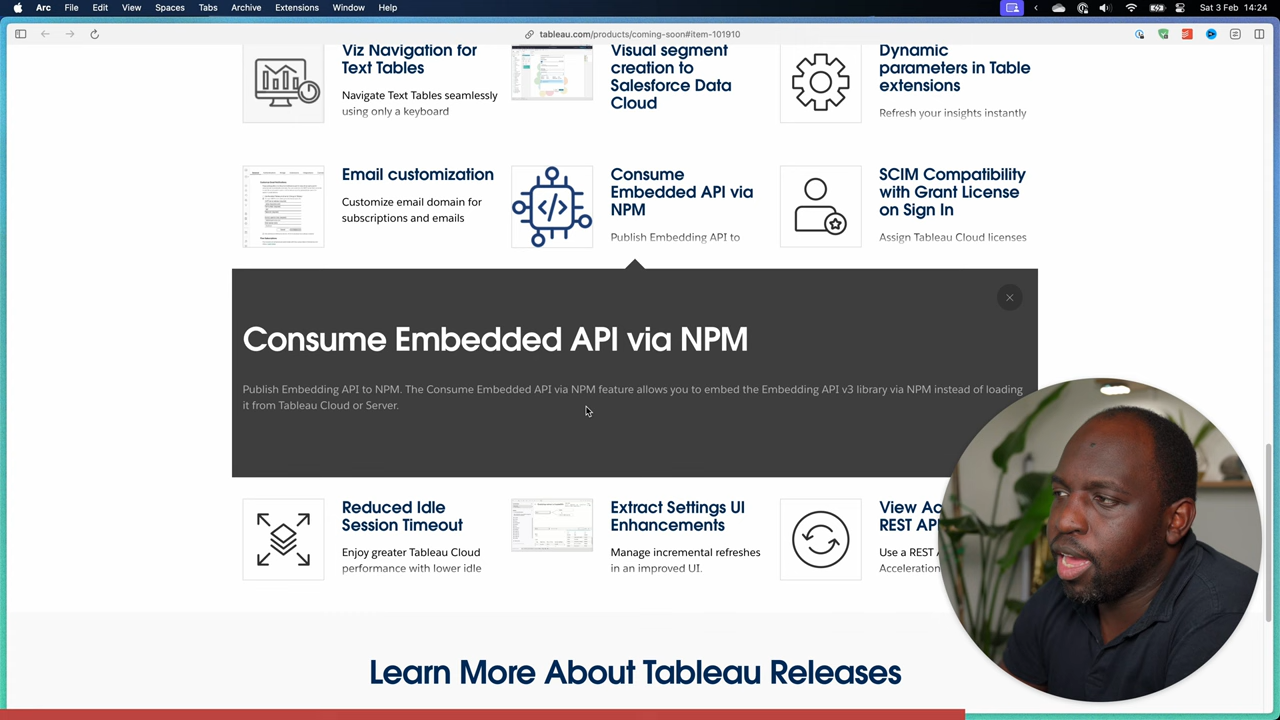 Arc File Edit View Spaces Tabs Archive Extensions Window Help
Sat 3 Feb 14:24
tableau.com/products/coming-soon#item-101910
Viz Navigation for
Text Tables
Navigate Text Tables seamlessly
using only a keyboard
Visual segment
creation to
Salesforce Data
Cloud
Dynamic
parameters in Table
extensions
Refresh your insights instantly
Email customization
Customize email domain for
subscriptions and emails
Consume
Embedded API via
NPM
Publish Embedding API to
SCIM Compatibility
with Grant License
on Sign In
Assign Tableau Cloud licenses
Consume Embedded API via NPM
Publish Embedding API to NPM. The Consume Embedded API via NPM feature allows you to embed the Embedding API v3 library via NPM instead of loading
it from Tableau Cloud or Server.
Reduced Idle
Session Timeout
Enjoy greater Tableau Cloud
performance with lower idle
Extract Settings UI
Enhancements
Manage incremental refreshes
in an improved UI.
View
REST
Use a REST
Acceleration
Learn More About Tableau Releases